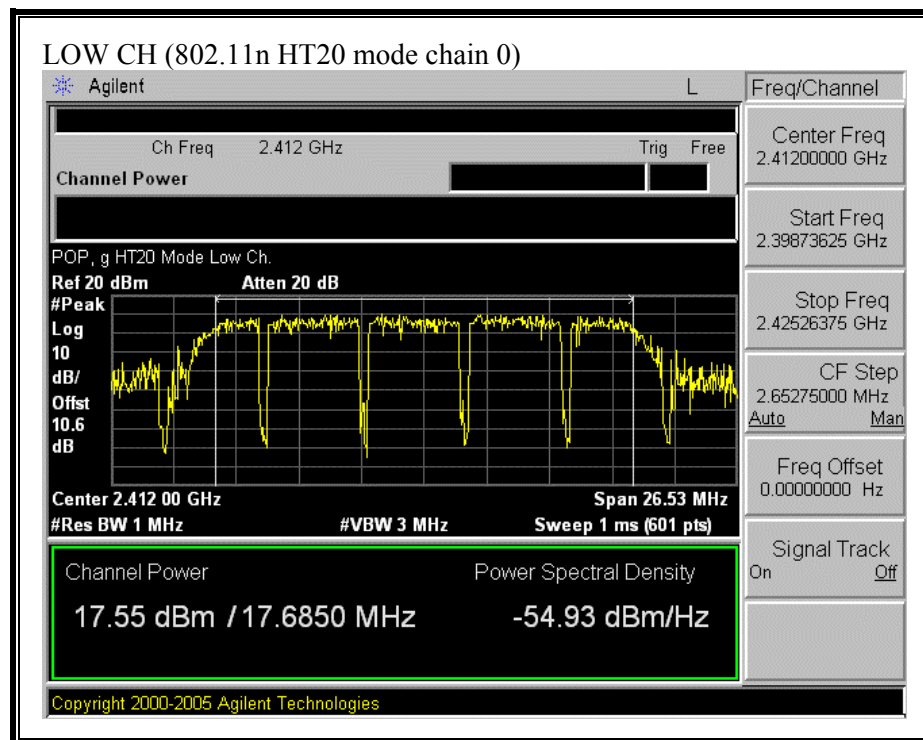 LOW CH (802.11n HT20 mode chain 0)
Agilent L Freq/Channel
Ch Freq 2.412 GHz Trig Free
Channel Power
POP, g HT20 Mode Low Ch.
Ref 20 dBm Atten 20 dB
#Peak
Log
10
dB/
Offst
10.6
dB
Center 2.412 00 GHz Span 26.53 MHz
#Res BW 1 MHz #VBW 3 MHz Sweep 1 ms (601 pts)
Channel Power Power Spectral Density
17.55 dBm / 17.6850 MHz -54.93 dBm/Hz
Copyright 2000-2005 Agilent Technologies
Center Freq
2.41200000 GHz
Start Freq
2.39873625 GHz
Stop Freq
2.42526375 GHz
CF Step
2.65275000 MHz
Auto Man
Freq Offset
0.00000000 Hz
Signal Track
On Off